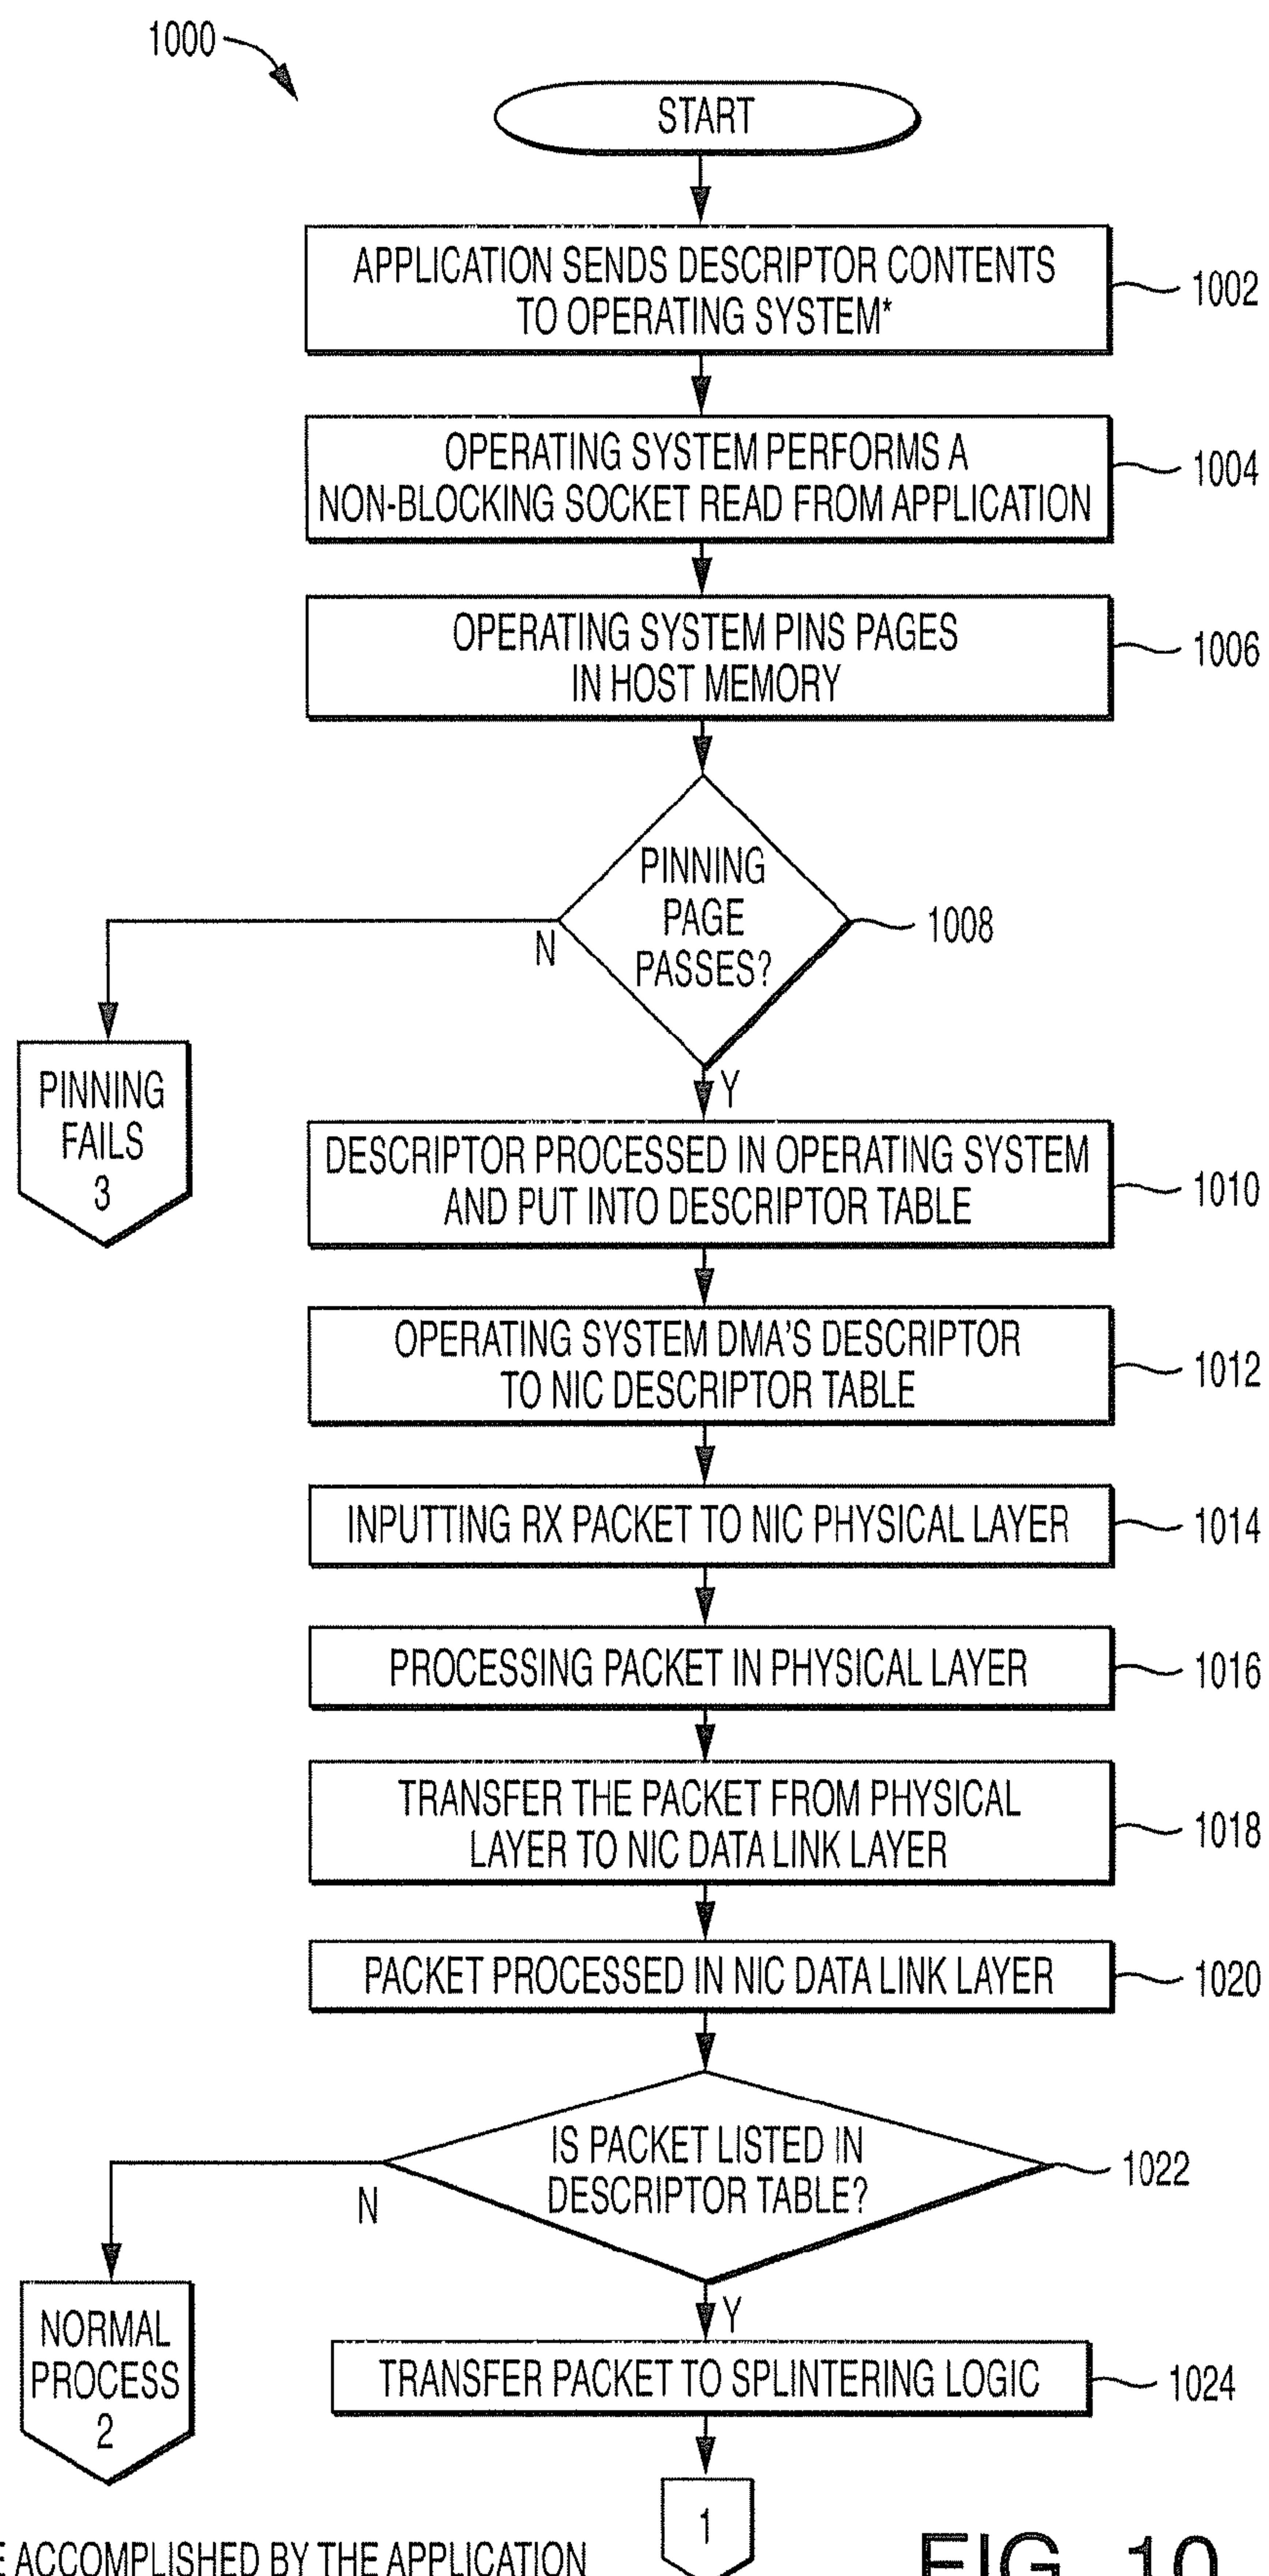 1000
START
APPLICATION SENDS DESCRIPTOR CONTENTS
TO OPERATING SYSTEM*
1002
OPERATING SYSTEM PERFORMS A
NON-BLOCKING SOCKET READ FROM APPLICATION
1004
OPERATING SYSTEM PINS PAGES
IN HOST MEMORY
1006
PINNING
PAGE
PASSES?
1008
N
Y
PINNING
FAILS
3
DESCRIPTOR PROCESSED IN OPERATING SYSTEM
AND PUT INTO DESCRIPTOR TABLE
1010
OPERATING SYSTEM DMA'S DESCRIPTOR
TO NIC DESCRIPTOR TABLE
1012
INPUTTING RX PACKET TO NIC PHYSICAL LAYER
1014
PROCESSING PACKET IN PHYSICAL LAYER
1016
TRANSFER THE PACKET FROM PHYSICAL
LAYER TO NIC DATA LINK LAYER
1018
PACKET PROCESSED IN NIC DATA LINK LAYER
1020
IS PACKET LISTED IN
DESCRIPTOR TABLE?
1022
N
Y
NORMAL
PROCESS
2
TRANSFER PACKET TO SPLINTERING LOGIC
1024
1
ACCOMPLISHED BY THE APPLICATION
FIG. 10